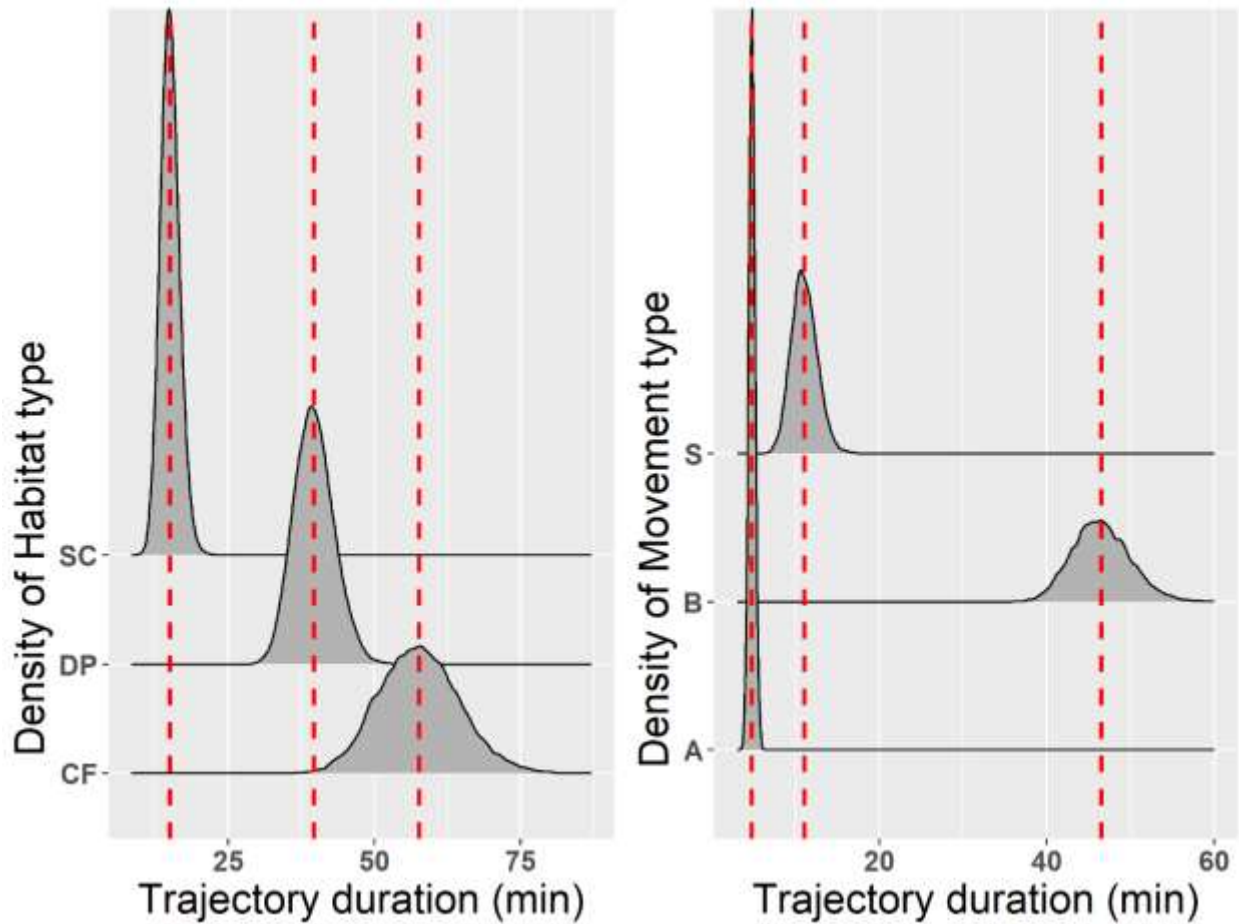 Density of Habitat type
SC
DP
CF
25 50 75
Trajectory duration (min)
Density of Movement type
S
B
A
20 40 60
Trajectory duration (min)